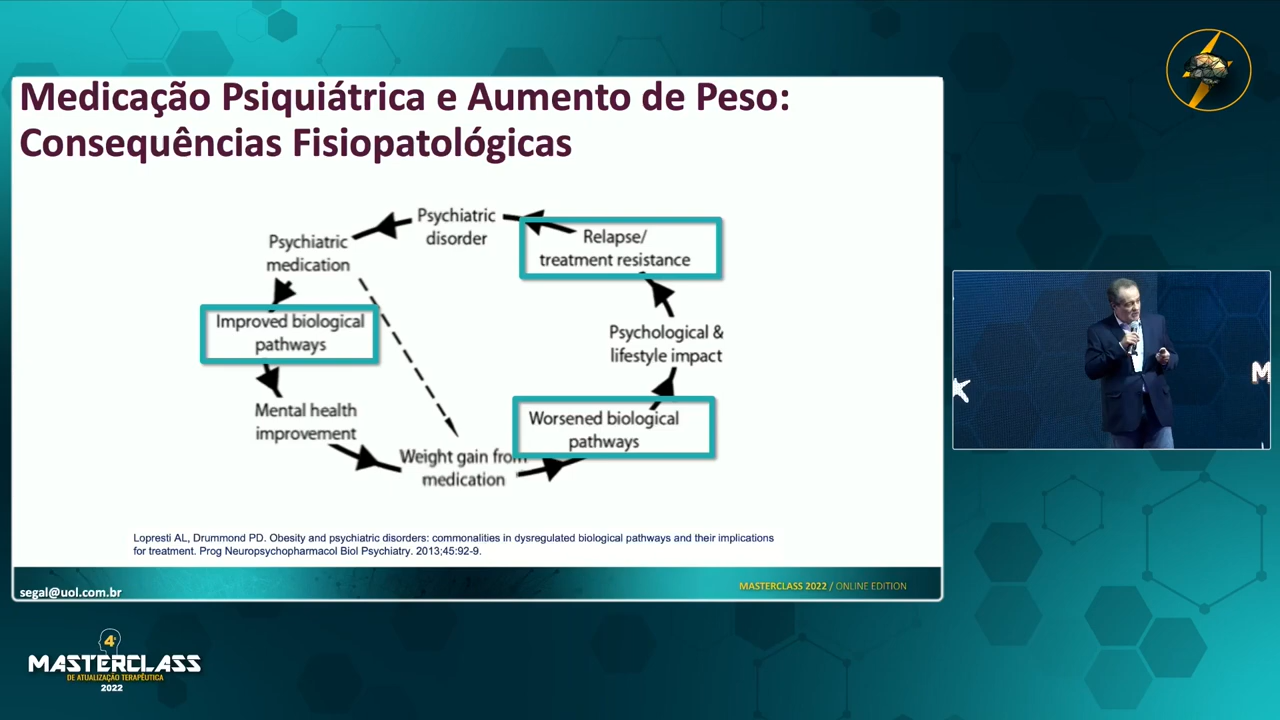 Medicação Psiquiátrica e Aumento de Peso:
Consequências Fisiopatológicas
Psychiatric
disorder
Relapse/
treatment resistance
Psychiatric
medication
Improved biological
pathways
Psychological &
lifestyle impact
Mental health
improvement
Worsened biological
pathways
Weight gain from
medication
Lopresti AL, Drummond PD. Obesity and psychiatric disorders: commonalities in dysregulated biological pathways and their implications
for treatment. Prog Neuropsychopharmacol Biol Psychiatry. 2013;45:92-9.
segal@uol.com.br
MASTERCLASS 2022 / ONLINE EDITION
M
4ª
MASTERCLASS
DE ATUALIZAÇÃO TERAPÊUTICA
2022